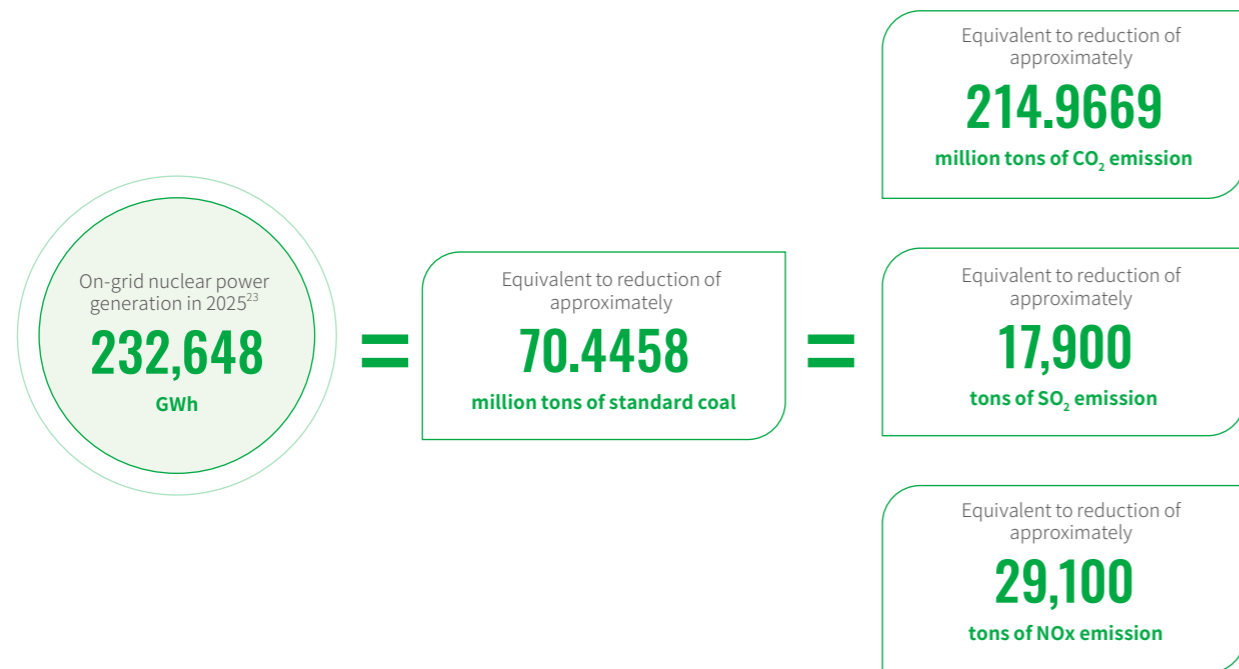 On-grid nuclear power
generation in 2025²³
232,648
GWh
=
Equivalent to reduction of
approximately
70.4458
million tons of standard coal
=
Equivalent to reduction of
approximately
214.9669
million tons of CO₂ emission
Equivalent to reduction of
approximately
17,900
tons of SO₂ emission
Equivalent to reduction of
approximately
29,100
tons of NOx emission